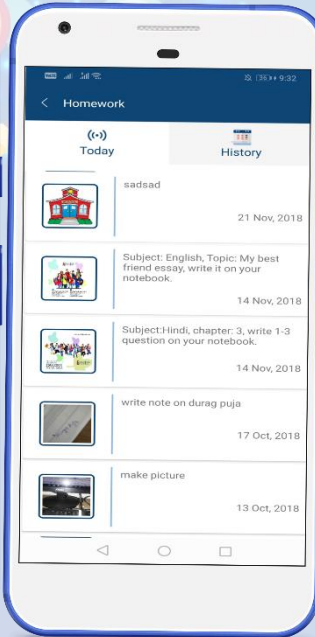 9:32
Homework
Today
History
sadsad
21 Nov, 2018
Subject: English, Topic: My best
friend essay, write it on your
notebook.
14 Nov, 2018
Subject:Hindi, chapter: 3, write 1-3
question on your notebook.
14 Nov, 2018
write note on durag puja
17 Oct, 2018
make picture
13 Oct, 2018